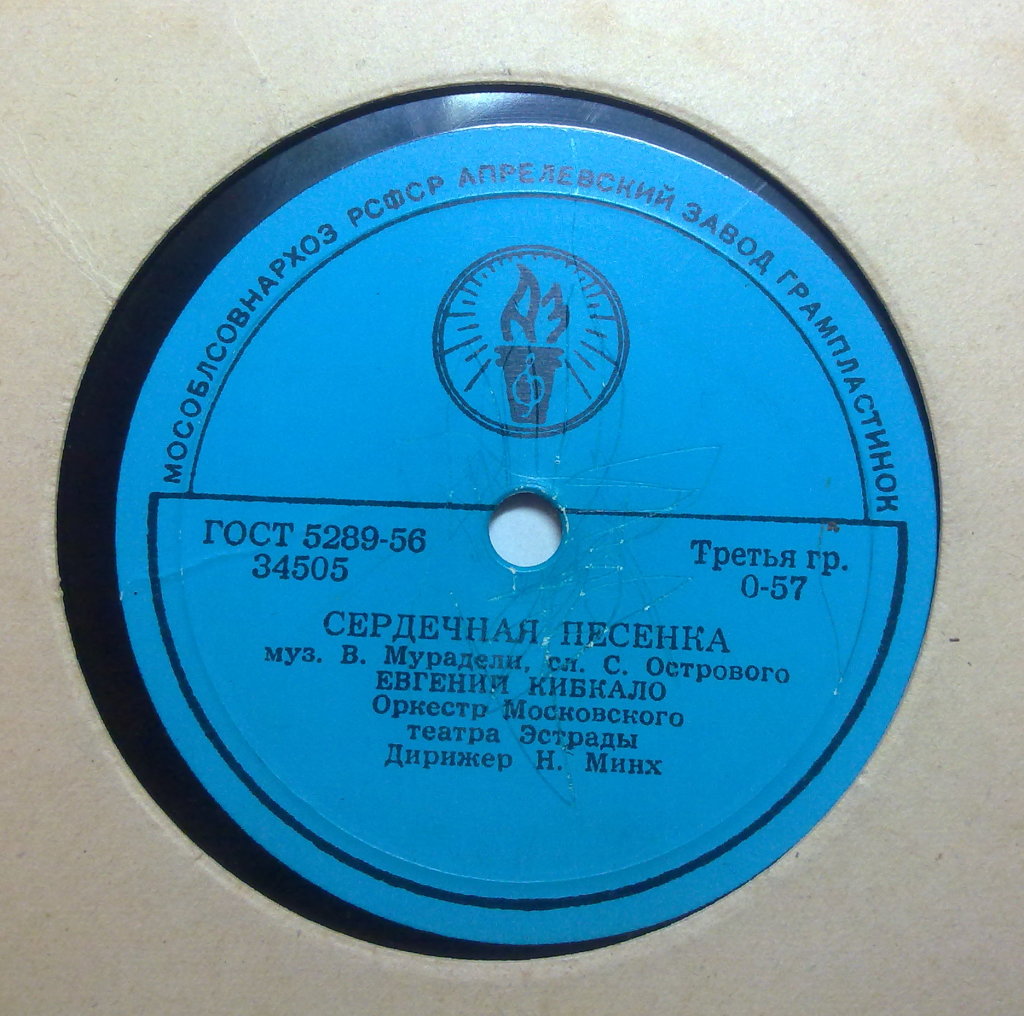 МОСОБЛСОВНАРХОЗ РСФСР АПРЕЛЕВСКИЙ ЗАВОД ГРАМПЛАСТИНОК
ГОСТ 5289-56
34505
Третья гр.
0-57
СЕРДЕЧНАЯ ПЕСЕНКА
муз. В. Мурадели, сл. С. Острового
ЕВГЕНИЙ КИБКАЛО
Оркестр Московского
театра Эстрады
Дирижер Н. Минх